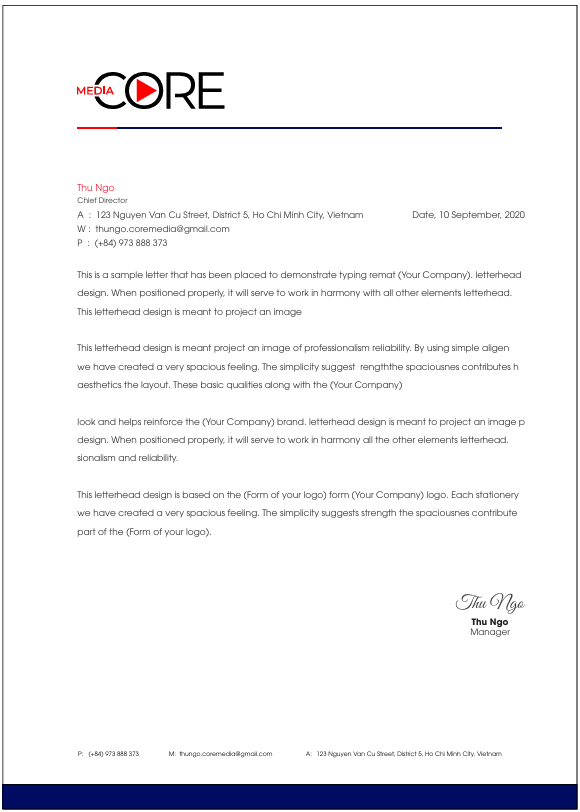 MEDIA CORE
Thu Ngo
Chief Director
A : 123 Nguyen Van Cu Street, District 5, Ho Chi Minh City, Vietnam Date, 10 September, 2020
W : thungo.coremedia@gmail.com
P : (+84) 973 888 373
This is a sample letter that has been placed to demonstrate typing remat (Your Company). letterhead
design. When positioned properly, it will serve to work in harmony with all other elements letterhead.
This letterhead design is meant to project an image
This letterhead design is meant project an image of professionalism reliability. By using simple aligen
we have created a very spacious feeling. The simplicity suggest rengththe spaciousnes contributes h
aesthetics the layout. These basic qualities along with the (Your Company)
look and helps reinforce the (Your Company) brand. letterhead design is meant to project an image p
design. When positioned properly, it will serve to work in harmony all the other elements letterhead.
sionalism and reliability.
This letterhead design is based on the (Form of your logo) form (Your Company) logo. Each stationery
we have created a very spacious feeling. The simplicity suggests strength the spaciousnes contribute
part of the (Form of your logo).
Thu Ngo
Thu Ngo
Manager
P: (+84) 973 888 373 M: thungo.coremedia@gmail.com A: 123 Nguyen Van Cu Street, District 5, Ho Chi Minh City, Vietnam